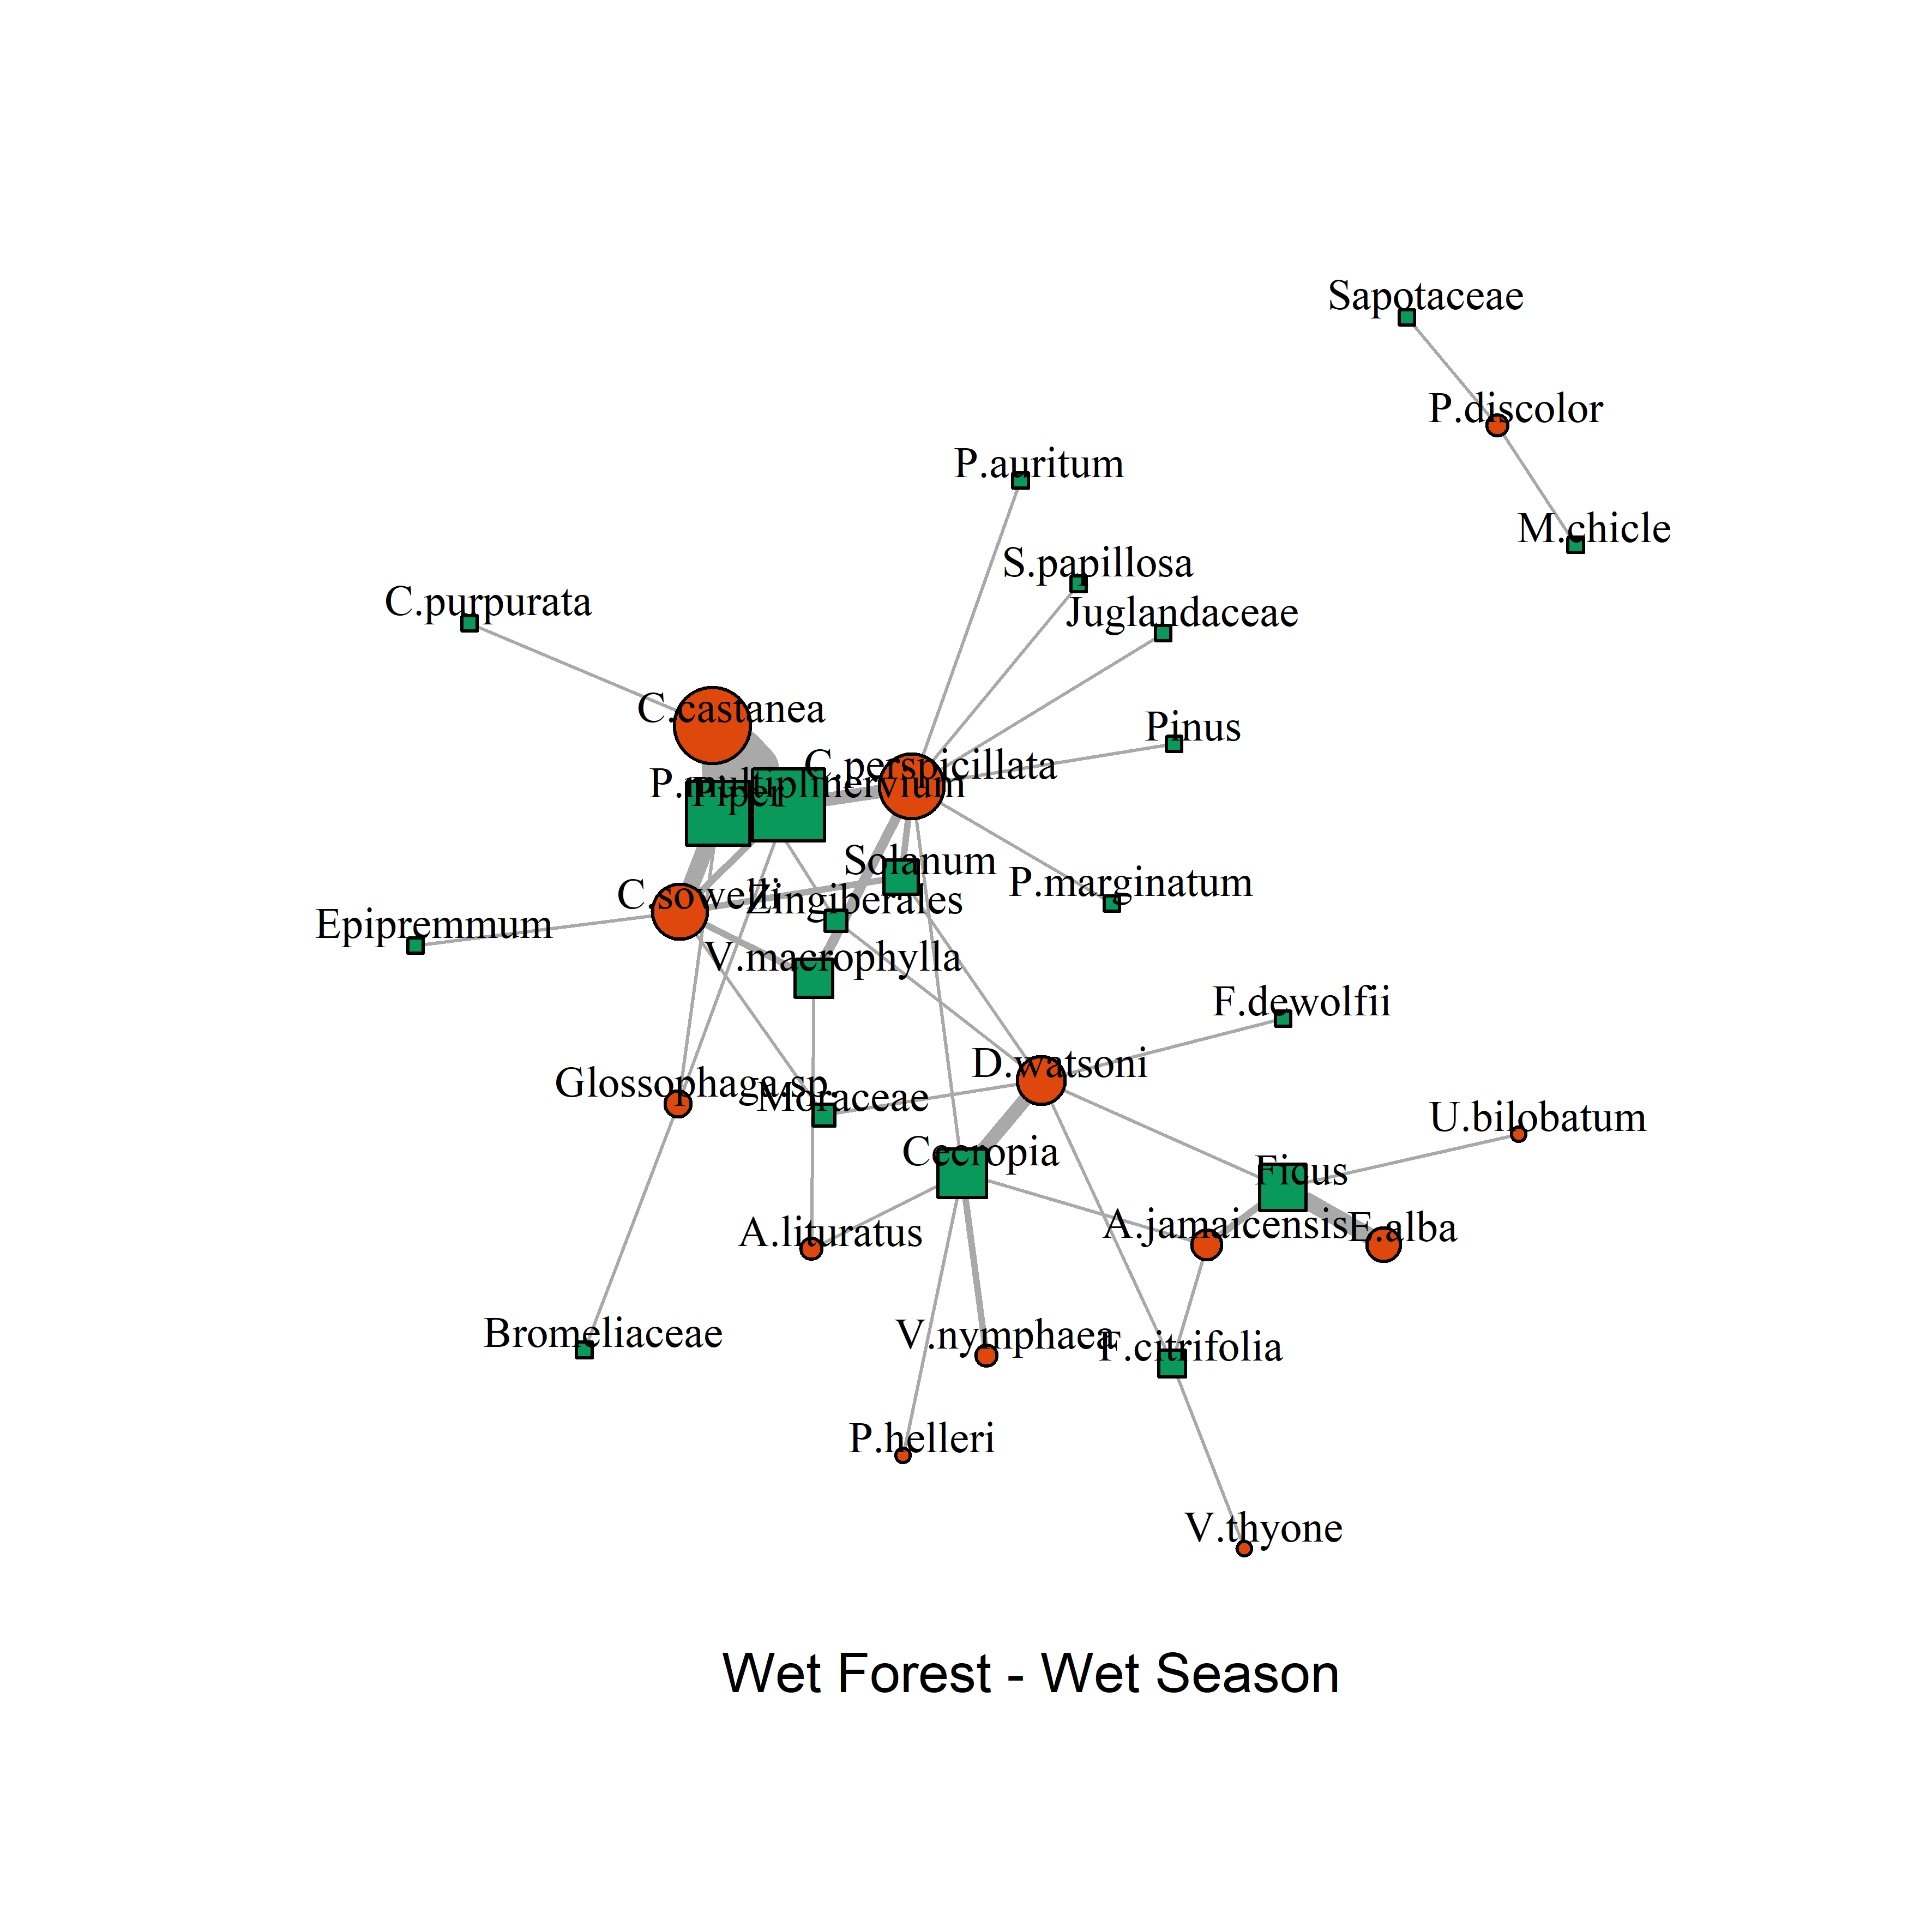 Sapotaceae
P.discolor
P.auritum
M.chicle
S.papillosa
C.purpurata
Juglandaceae
C.castanea
Pinus
C.perspicillata
P.multiplinervium
Piper
Solanum
P.marginatum
C.sowelli
Zingiberales
Epipremmum
V.macrophylla
F.dewolfii
D.watsoni
Glossophaga.sp
Moraceae
U.bilobatum
Cecropia
Ficus
A.lituratus
A.jamaicensis
E.alba
Bromeliaceae
V.nymphaea
F.citrifolia
P.helleri
V.thyone
Wet Forest - Wet Season